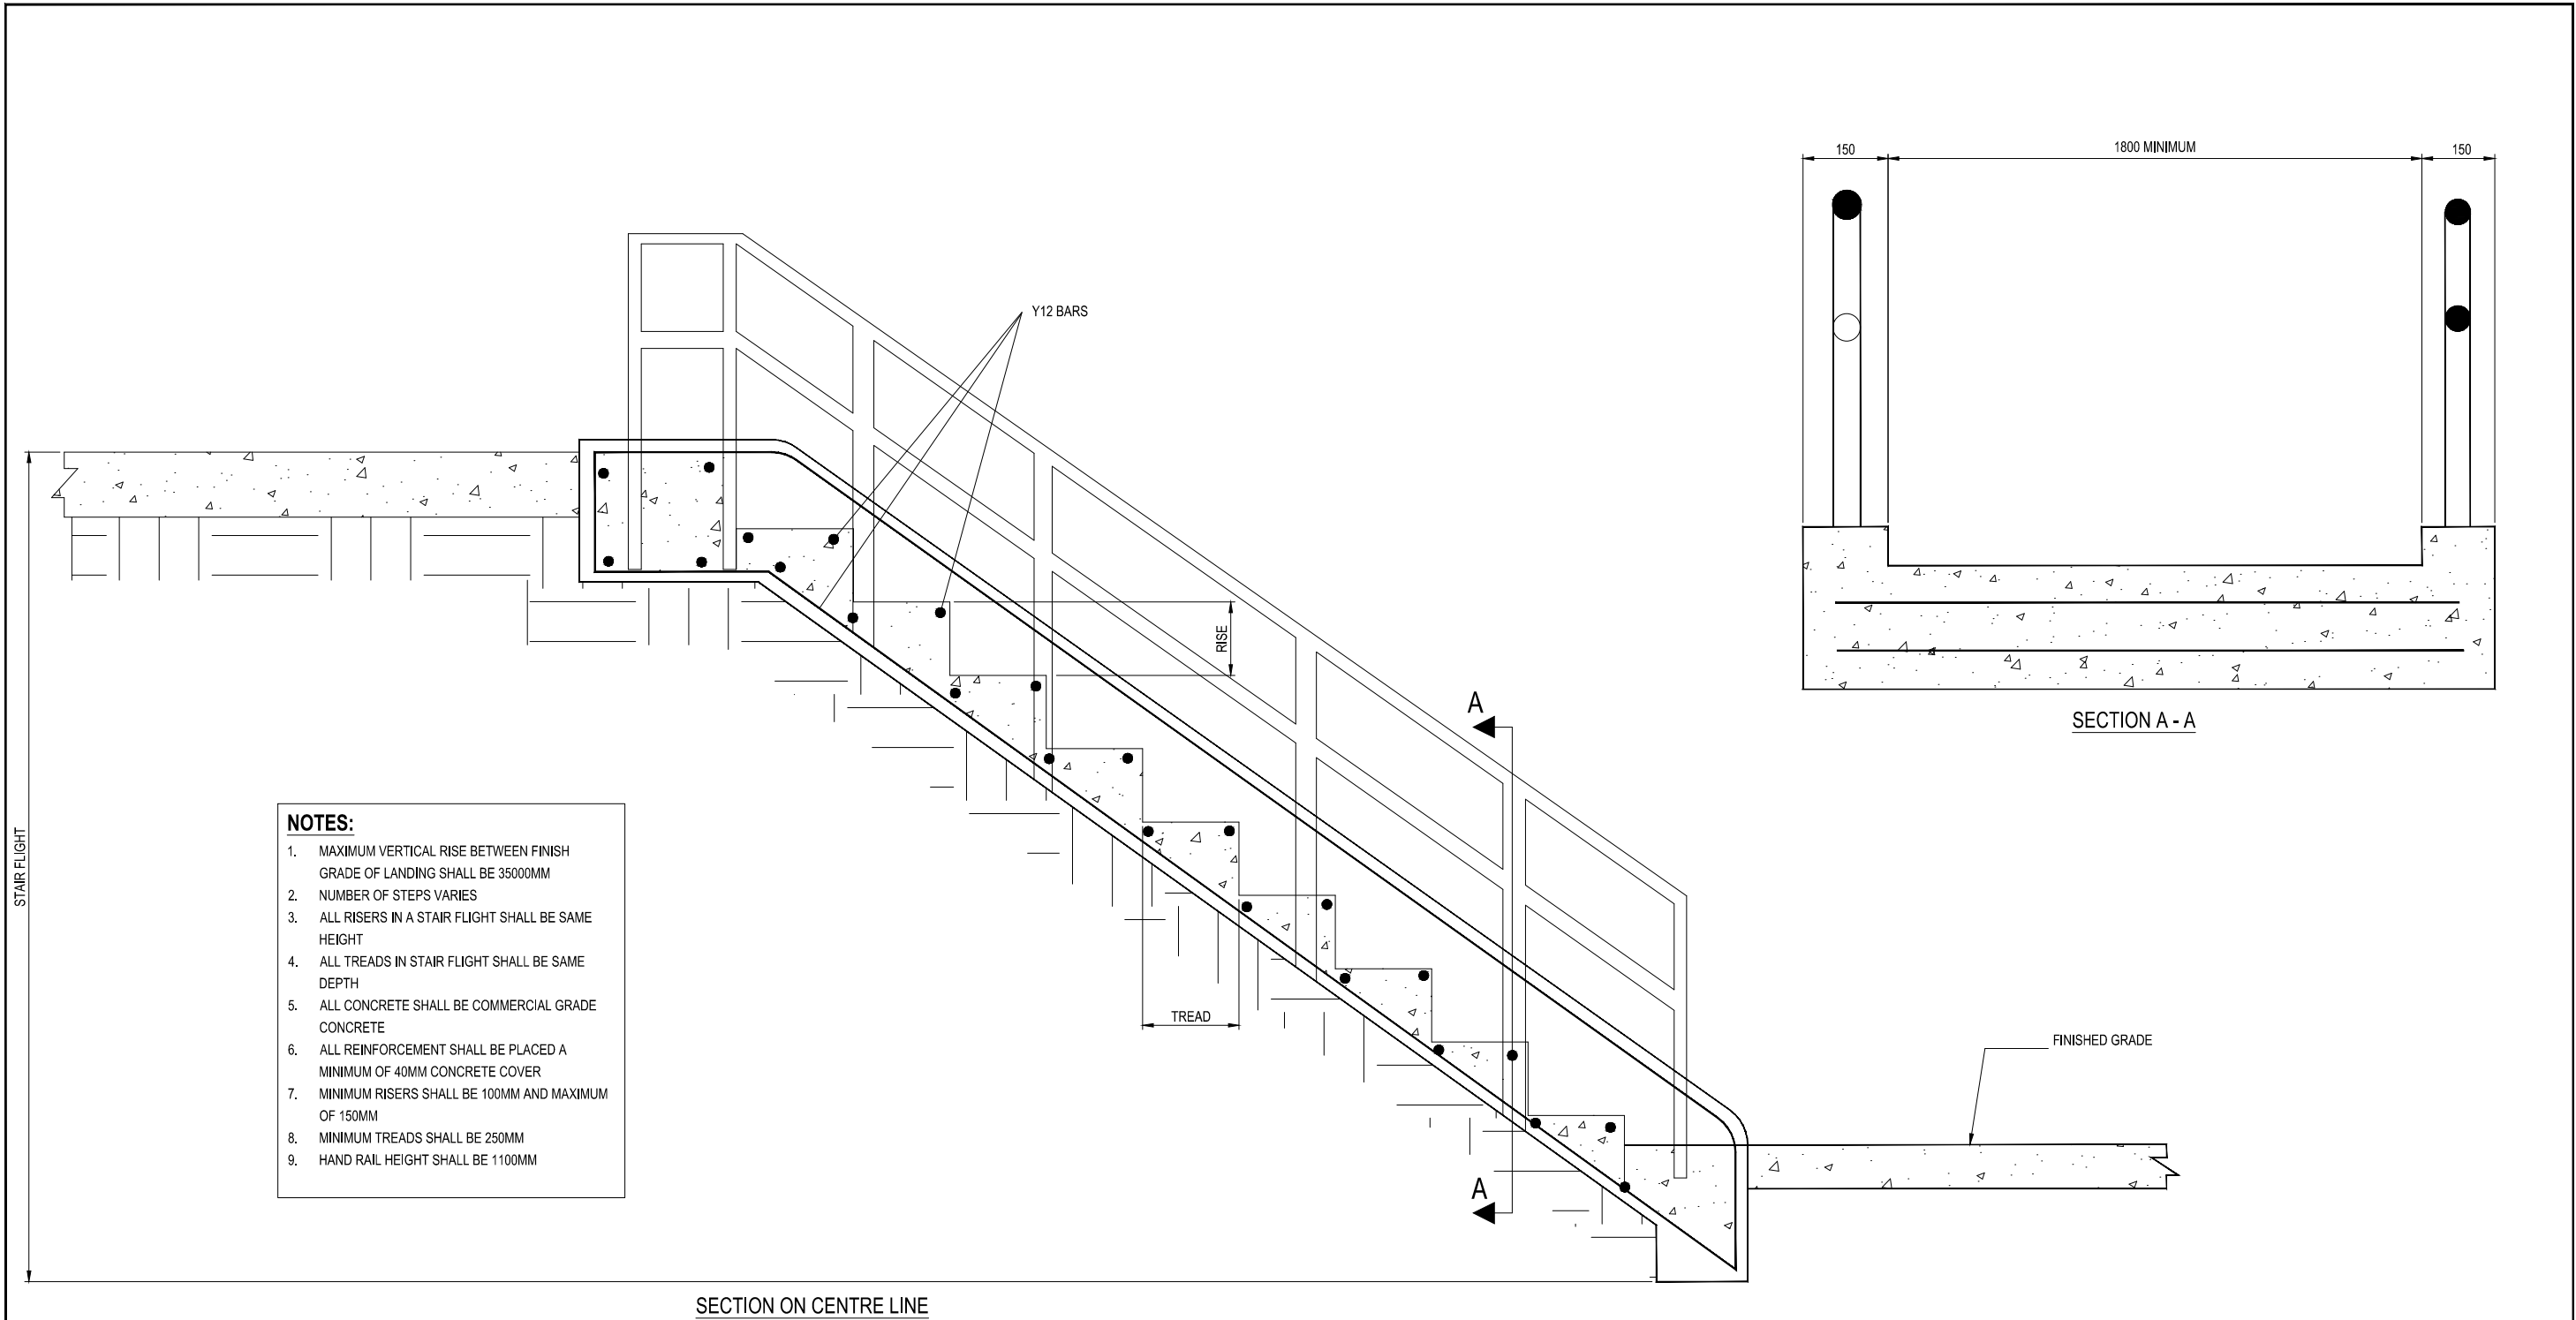 150
1800 MINIMUM
150
Y12 BARS
RISE
A
SECTION A - A
STAIR FLIGHT
NOTES:
1. MAXIMUM VERTICAL RISE BETWEEN FINISH
GRADE OF LANDING SHALL BE 35000MM
2. NUMBER OF STEPS VARIES
3. ALL RISERS IN A STAIR FLIGHT SHALL BE SAME
HEIGHT
4. ALL TREADS IN STAIR FLIGHT SHALL BE SAME
DEPTH
5. ALL CONCRETE SHALL BE COMMERCIAL GRADE
CONCRETE
6. ALL REINFORCEMENT SHALL BE PLACED A
MINIMUM OF 40MM CONCRETE COVER
7. MINIMUM RISERS SHALL BE 100MM AND MAXIMUM
OF 150MM
8. MINIMUM TREADS SHALL BE 250MM
9. HAND RAIL HEIGHT SHALL BE 1100MM
TREAD
FINISHED GRADE
A
SECTION ON CENTRE LINE